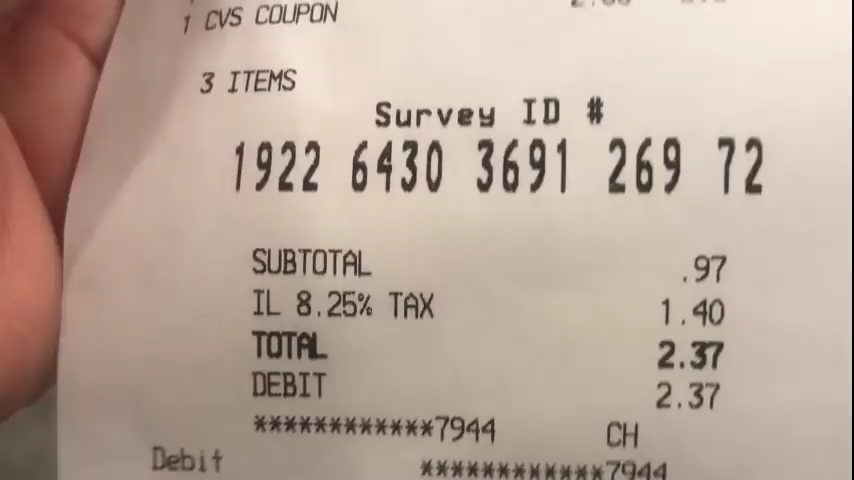 1 CVS COUPON
3 ITEMS
Survey ID #
1922 6430 3691 269 72
SUBTOTAL .97
IL 8.25% TAX 1.40
TOTAL 2.37
DEBIT 2.37
************7944 CH
Debit ************7944